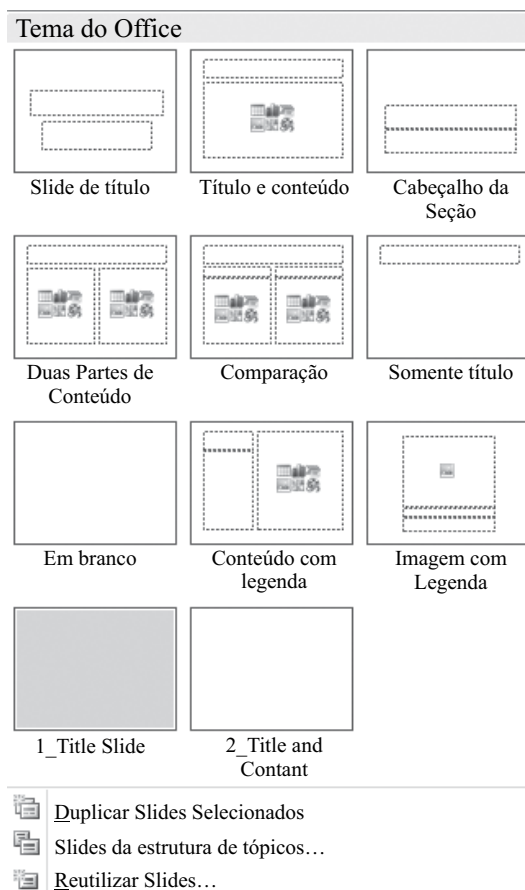 Tema do Office
Slide de título
Título e conteúdo
Cabeçalho da
Seção
Duas Partes de
Conteúdo
Comparação
Somente título
Em branco
Conteúdo com
legenda
Imagem com
Legenda
1_Title Slide
2_Title and
Contant
Duplicar Slides Selecionados
Slides da estrutura de tópicos…
Reutilizar Slides…